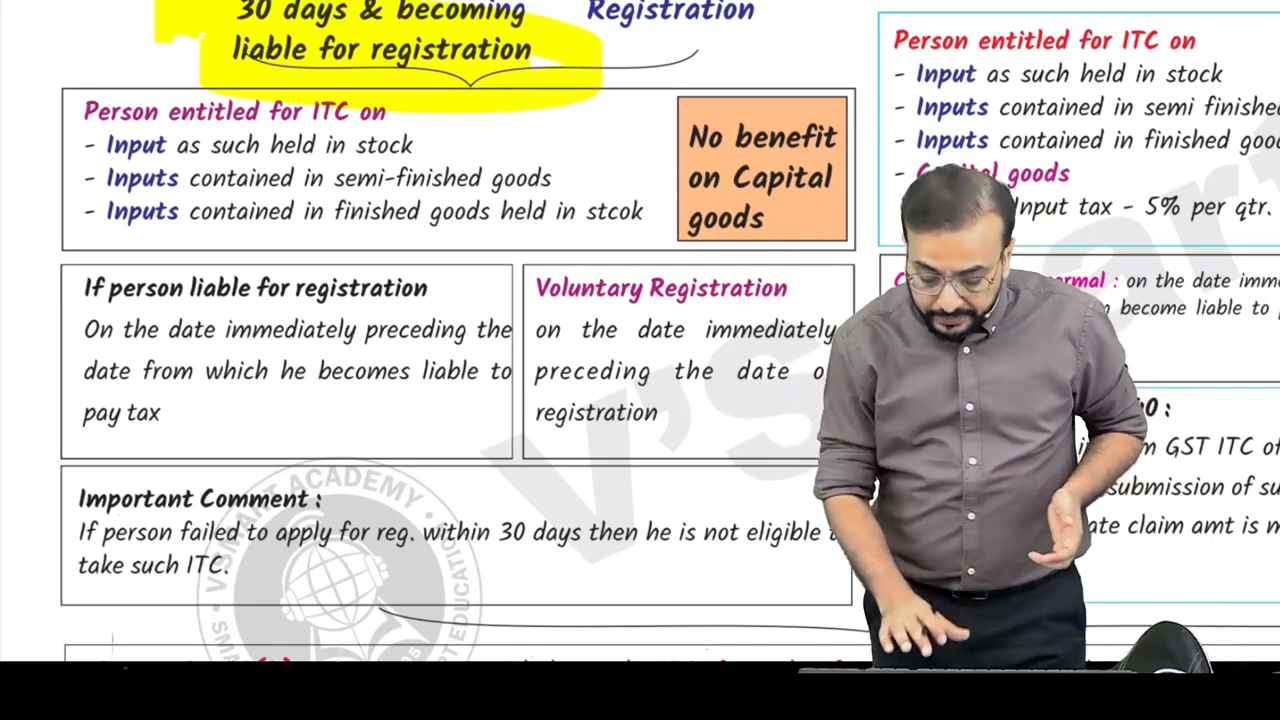 30 days & becoming
liable for registration
Registration
Person entitled for ITC on
- Input as such held in stock
- Inputs contained in semi-finished goods
- Inputs contained in finished goods held in stcok
No benefit
on Capital
goods
If person liable for registration
On the date immediately preceding the
date from which he becomes liable to
pay tax
Voluntary Registration
on the date immediately
preceding the date
registration
Important Comment :
If person failed to apply for reg. within 30 days then he is not eligible
take such ITC.
Person entitled for ITC on
- Input as such held in stock
- Inputs contained in semi finished
- Inputs contained in finished
- goods
Input tax - 5% per qtr.
: on the date
become liable to
GST ITC
submission of
claim amt is
V'SMART ACADEMY
V'smart